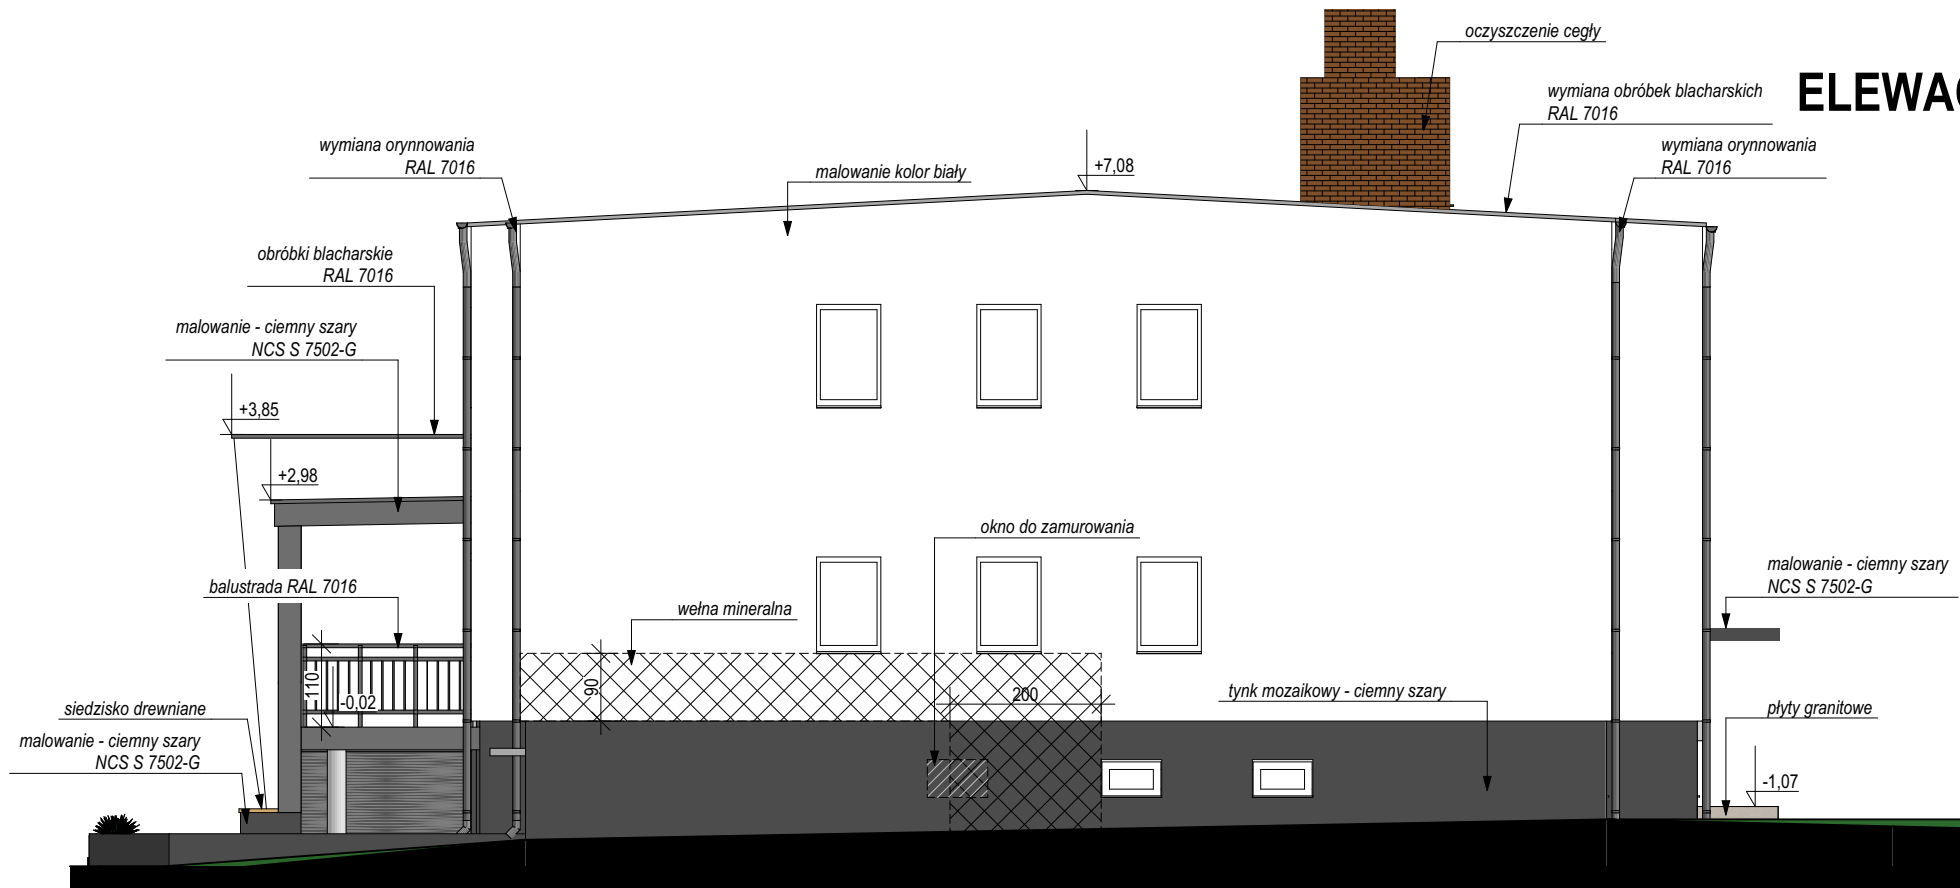 oczyszczenie cegły
ELEWAC
wymiana obróbek blacharskich
RAL 7016
wymiana orynnowania
RAL 7016
wymiana orynnowania
RAL 7016
malowanie kolor biały
+7,08
obróbki blacharskie
RAL 7016
malowanie - ciemny szary
NCS S 7502-G
+3,85
+2,98
okno do zamurowania
balustrada RAL 7016
wełna mineralna
malowanie - ciemny szary
NCS S 7502-G
110
-0,02
90
200
tynk mozaikowy - ciemny szary
siedzisko drewniane
płyty granitowe
malowanie - ciemny szary
NCS S 7502-G
-1,07